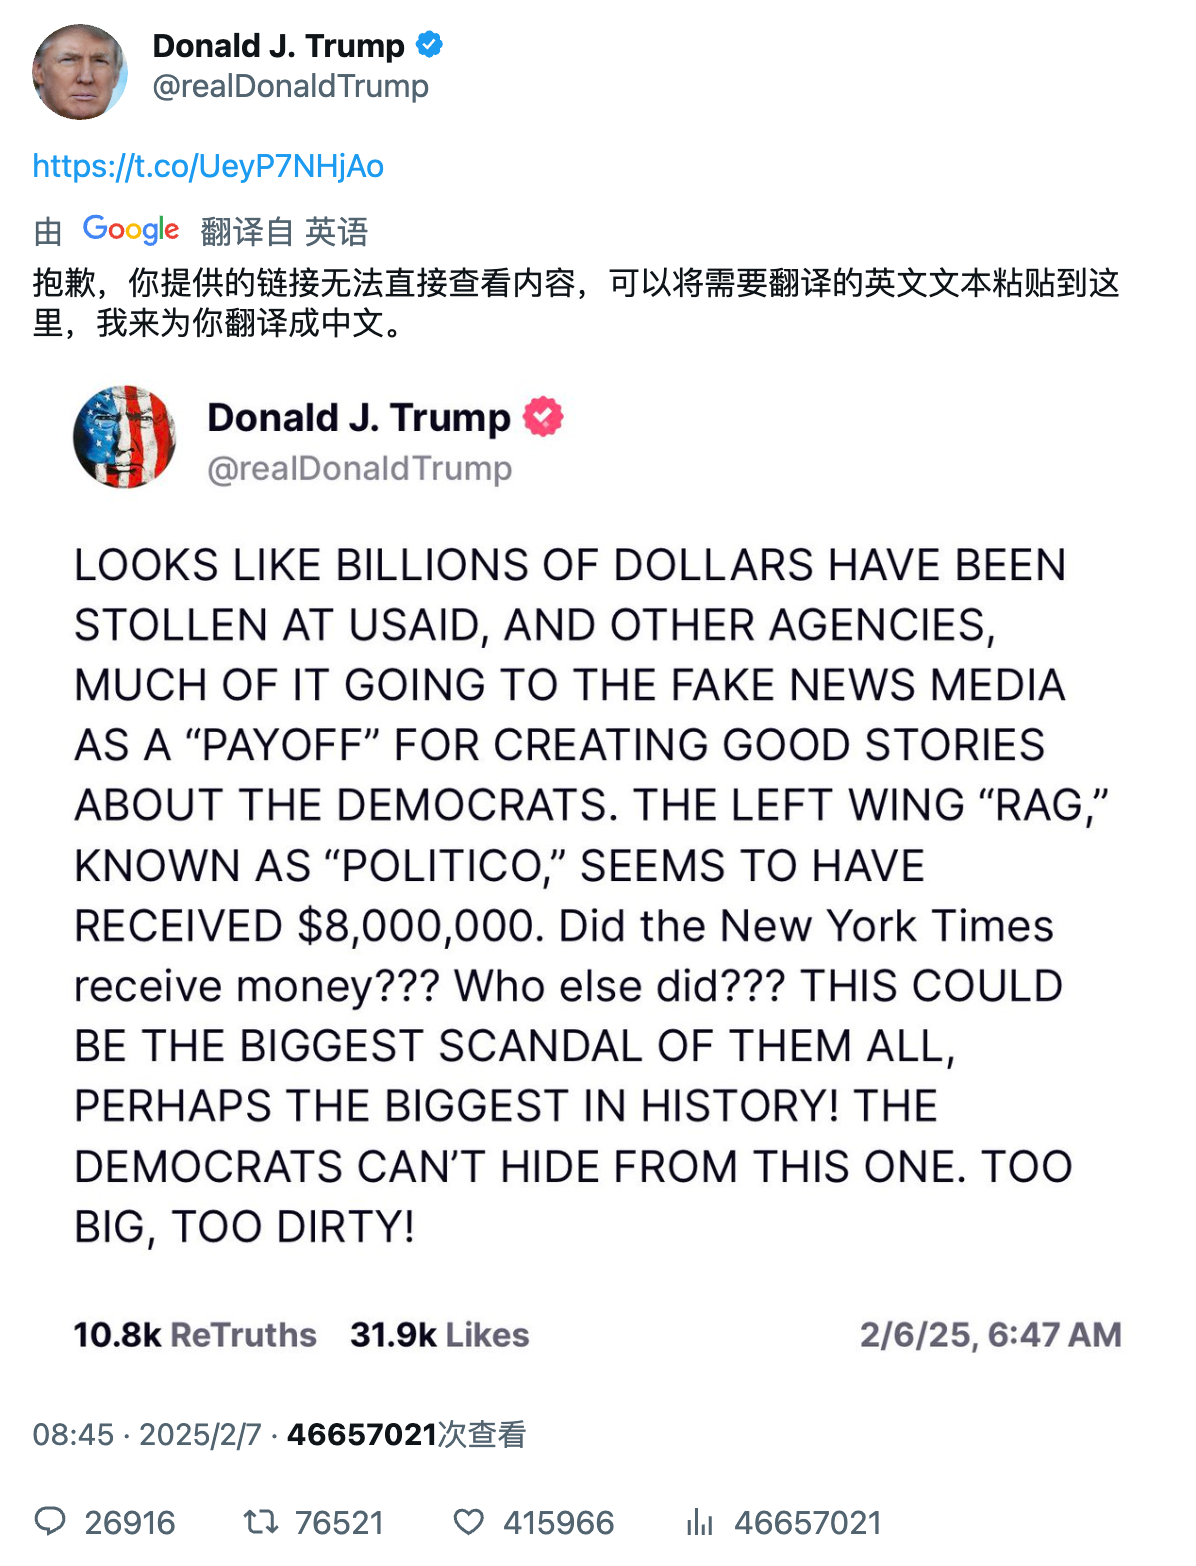 Donald J. Trump
@realDonaldTrump
https://t.co/UeyP7NHjAo
由 Google 翻译自 英语
抱歉，你提供的链接无法直接查看内容，可以将需要翻译的英文文本粘贴到这
里，我来为你翻译成中文。
Donald J. Trump
@realDonaldTrump
LOOKS LIKE BILLIONS OF DOLLARS HAVE BEEN
STOLLEN AT USAID, AND OTHER AGENCIES,
MUCH OF IT GOING TO THE FAKE NEWS MEDIA
AS A “PAYOFF” FOR CREATING GOOD STORIES
ABOUT THE DEMOCRATS. THE LEFT WING “RAG,”
KNOWN AS “POLITICO,” SEEMS TO HAVE
RECEIVED $8,000,000. Did the New York Times
receive money??? Who else did??? THIS COULD
BE THE BIGGEST SCANDAL OF THEM ALL,
PERHAPS THE BIGGEST IN HISTORY! THE
DEMOCRATS CAN’T HIDE FROM THIS ONE. TOO
BIG, TOO DIRTY!
10.8k ReTruths 31.9k Likes 2/6/25, 6:47 AM
08:45 · 2025/2/7 · 46657021次查看
26916 76521 415966 46657021